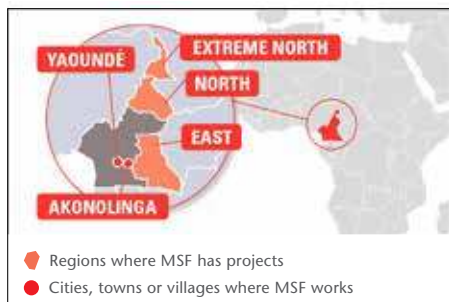 EXTREME NORTH
YAOUNDÉ
NORTH
EAST
AKONOLINGA
Regions where MSF has projects
Cities, towns or villages where MSF works